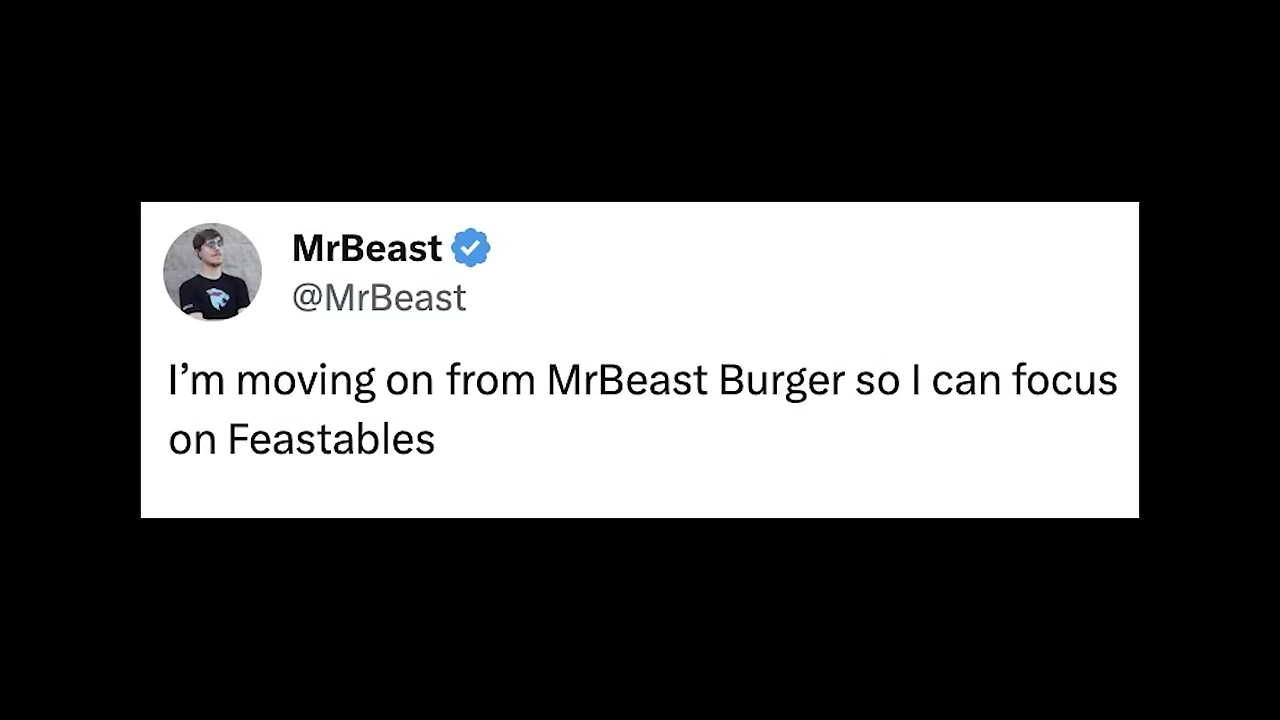 MrBeast
@MrBeast
I’m moving on from MrBeast Burger so I can focus
on Feastables